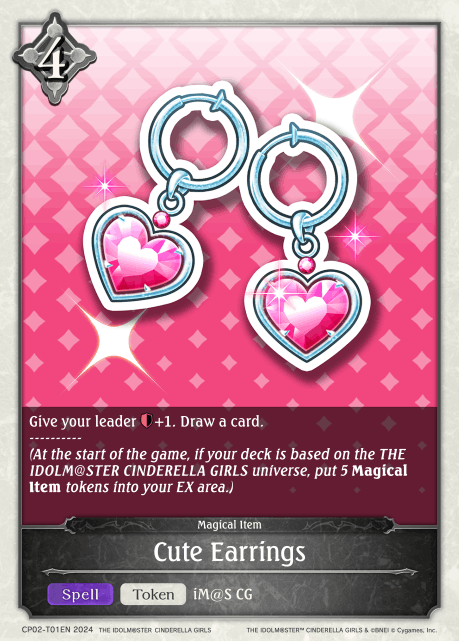 4
Give your leader +1. Draw a card.
----------
(At the start of the game, if your deck is based on the THE
IDOLM@STER CINDERELLA GIRLS universe, put 5 Magical
Item tokens into your EX area.)
Magical Item
Cute Earrings
Spell Token iM@S CG
CP02-T01EN 2024 THE IDOLM@STER CINDERELLA GIRLS THE IDOLM@STER™ CINDERELLA GIRLS & ©BNEI © Cygames, Inc.